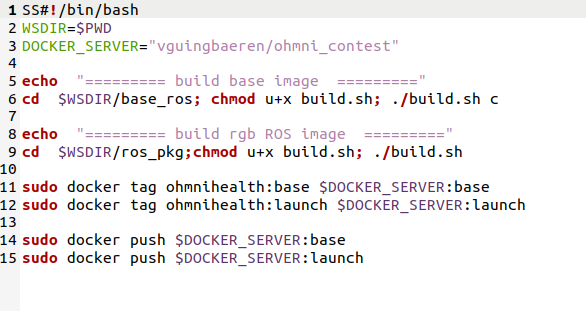 1 SS#!/bin/bash
2 WSDIR=$PWD
3 DOCKER_SERVER="vguingbaeren/ohmni_contest"
4
5 echo  "========= build base image  ========="
6 cd  $WSDIR/base_ros; chmod u+x build.sh; ./build.sh c
7
8 echo  "========= build rgb ROS image  ========="
9 cd  $WSDIR/ros_pkg;chmod u+x build.sh; ./build.sh
10
11 sudo docker tag ohmnihealth:base $DOCKER_SERVER:base
12 sudo docker tag ohmnihealth:launch $DOCKER_SERVER:launch
13
14 sudo docker push $DOCKER_SERVER:base
15 sudo docker push $DOCKER_SERVER:launch